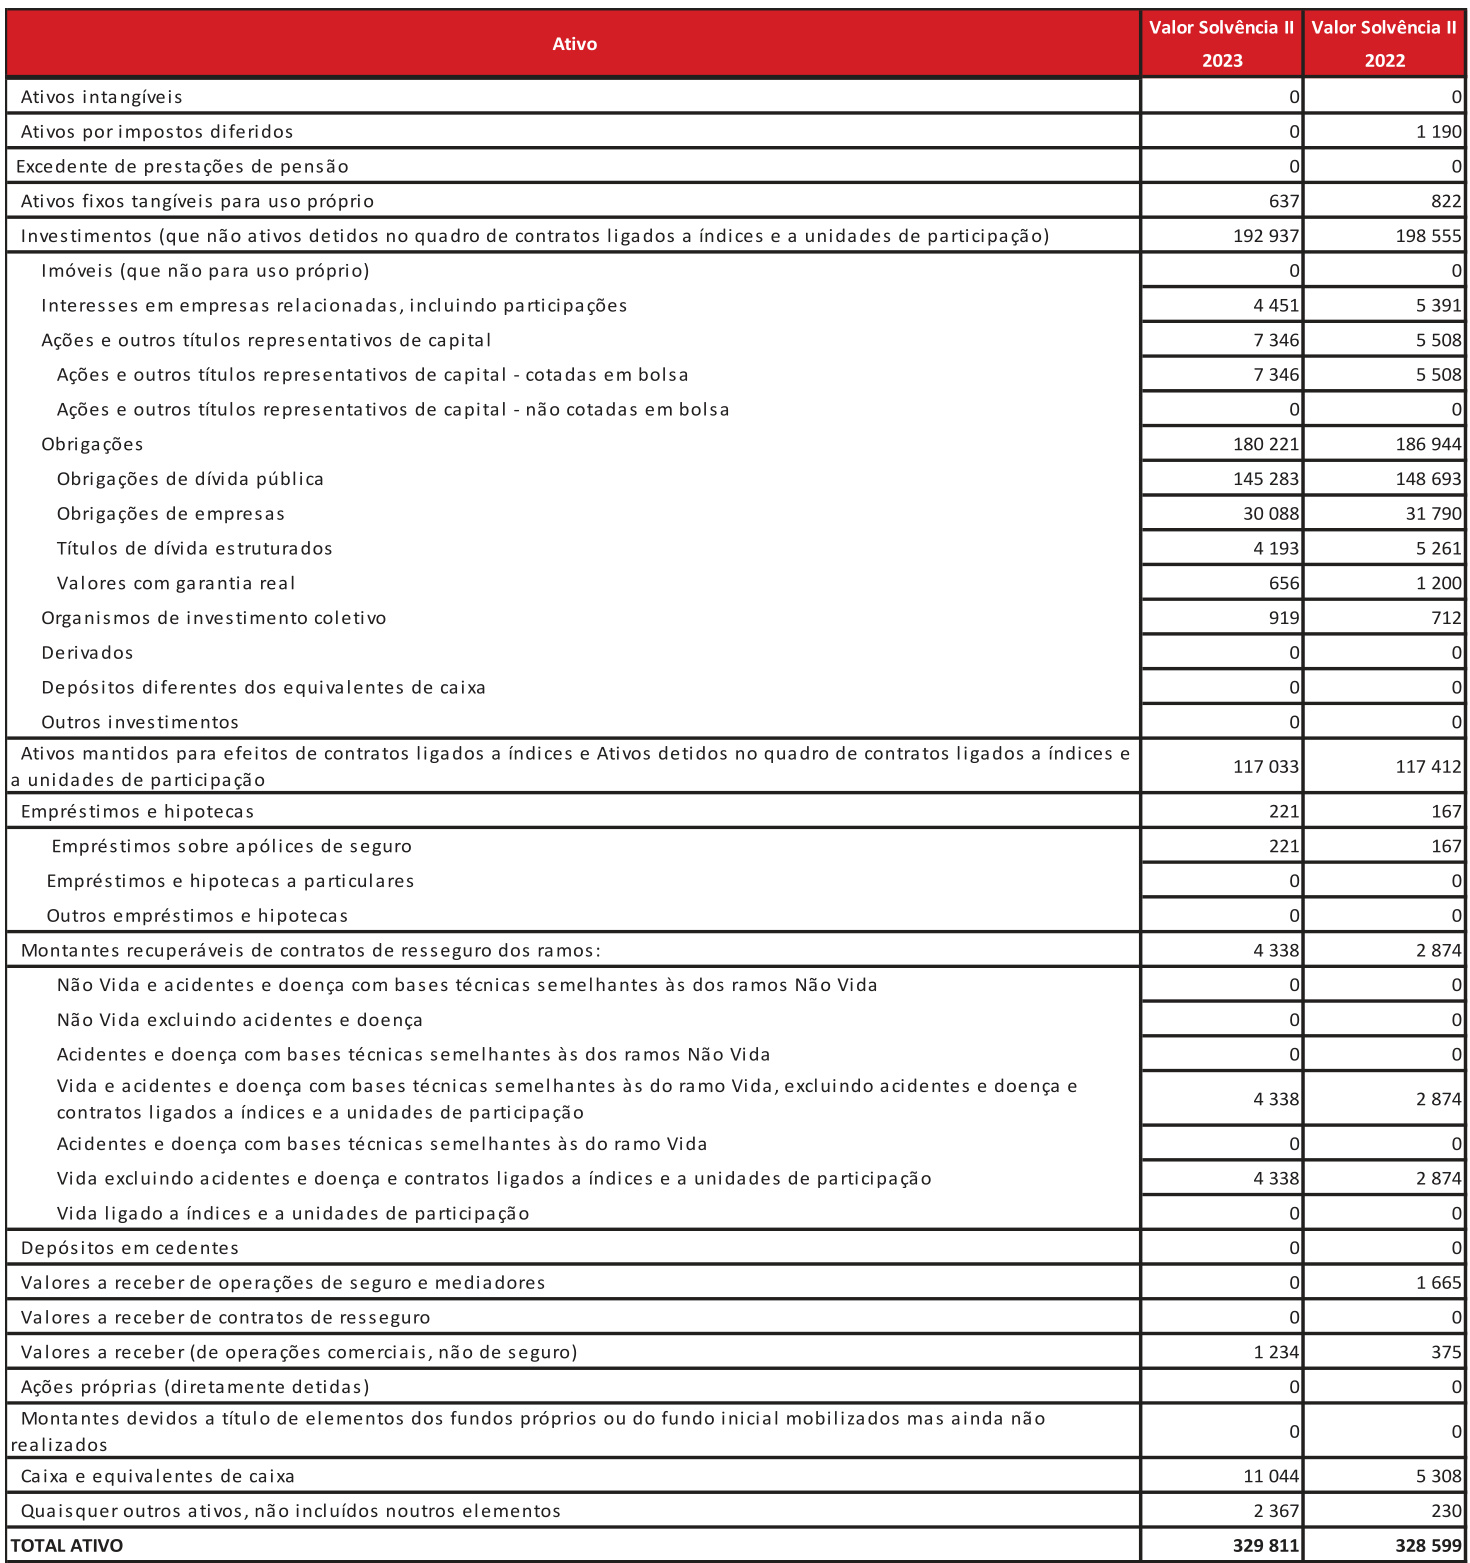 Ativo Valor Solvência II 2023 Valor Solvência II 2022
Ativos intangíveis 0 0
Ativos por impostos diferidos 0 1 190
Excedente de prestações de pensão 0 0
Ativos fixos tangíveis para uso próprio 637 822
Investimentos (que não ativos detidos no quadro de contratos ligados a índices e a unidades de participação) 192 937 198 555
Imóveis (que não para uso próprio) 0 0
Interesses em empresas relacionadas, incluindo participações 4 451 5 391
Ações e outros títulos representativos de capital 7 346 5 508
Ações e outros títulos representativos de capital - cotadas em bolsa 7 346 5 508
Ações e outros títulos representativos de capital - não cotadas em bolsa 0 0
Obrigações 180 221 186 944
Obrigações de dívida pública 145 283 148 693
Obrigações de empresas 30 088 31 790
Títulos de dívida estruturados 4 193 5 261
Valores com garantia real 656 1 200
Organismos de investimento coletivo 919 712
Derivados 0 0
Depósitos diferentes dos equivalentes de caixa 0 0
Outros investimentos 0 0
Ativos mantidos para efeitos de contratos ligados a índices e Ativos detidos no quadro de contratos ligados a índices e
a unidades de participação 117 033 117 412
Empréstimos e hipotecas 221 167
Empréstimos sobre apólices de seguro 221 167
Empréstimos e hipotecas a particulares 0 0
Outros empréstimos e hipotecas 0 0
Montantes recuperáveis de contratos de resseguro dos ramos: 4 338 2 874
Não Vida e acidentes e doença com bases técnicas semelhantes às dos ramos Não Vida 0 0
Não Vida excluindo acidentes e doença 0 0
Acidentes e doença com bases técnicas semelhantes às dos ramos Não Vida 0 0
Vida e acidentes e doença com bases técnicas semelhantes às do ramo Vida, excluindo acidentes e doença e
contratos ligados a índices e a unidades de participação 4 338 2 874
Acidentes e doença com bases técnicas semelhantes às do ramo Vida 0 0
Vida excluindo acidentes e doença e contratos ligados a índices e a unidades de participação 4 338 2 874
Vida ligado a índices e a unidades de participação 0 0
Depósitos em cedentes 0 0
Valores a receber de operações de seguro e mediadores 0 1 665
Valores a receber de contratos de resseguro 0 0
Valores a receber (de operações comerciais, não de seguro) 1 234 375
Ações próprias (diretamente detidas) 0 0
Montantes devidos a título de elementos dos fundos próprios ou do fundo inicial mobilizados mas ainda não
realizados 0 0
Caixa e equivalentes de caixa 11 044 5 308
Quaisquer outros ativos, não incluídos noutros elementos 2 367 230
TOTAL ATIVO 329 811 328 599